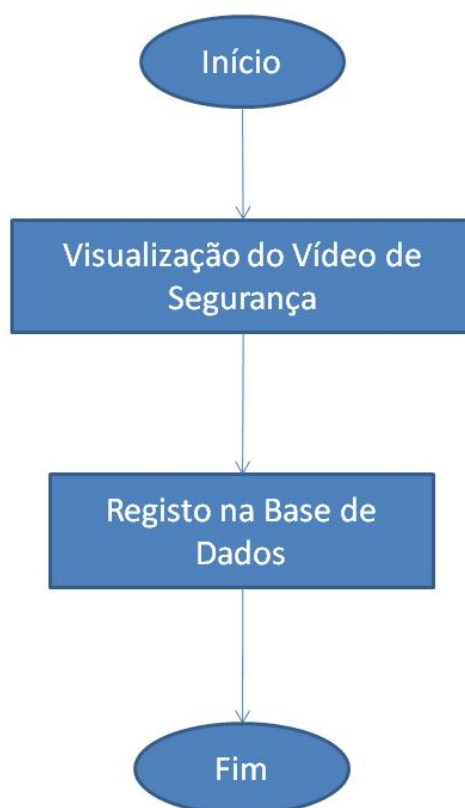 Início
Visualização do Vídeo de
Segurança
Registo na Base de
Dados
Fim